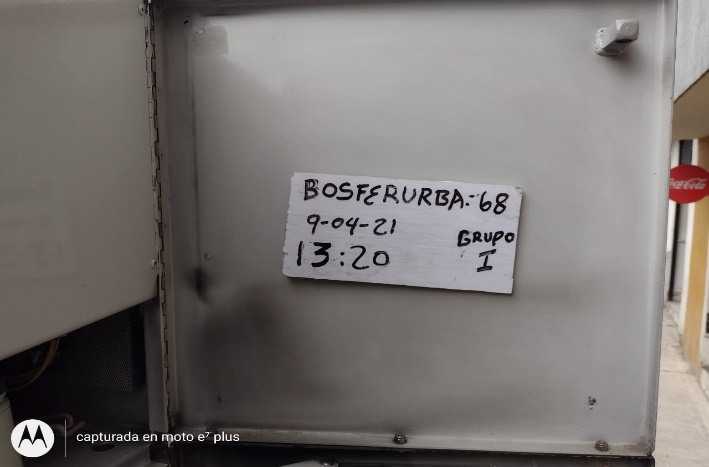 BOSFERURBA-68
9-04-21
GRUPO
13:20
I
Coca-Cola
capturada en moto e⁷ plus